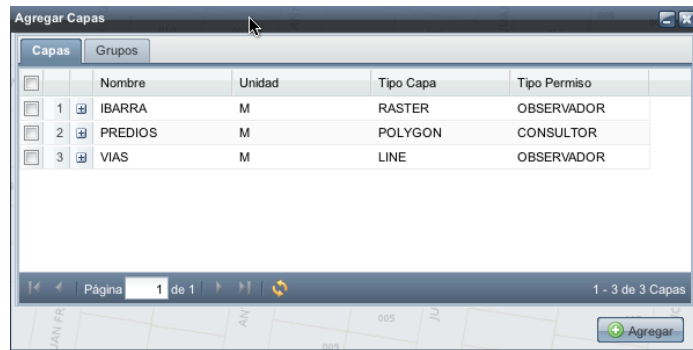 Agregar Capas
Capas Grupos
Nombre Unidad Tipo Capa Tipo Permiso
1 IBARRA M RASTER OBSERVADOR
2 PREDIOS M POLYGON CONSULTOR
3 VIAS M LINE OBSERVADOR
Página 1 de 1 1 - 3 de 3 Capas
005
Agregar
005